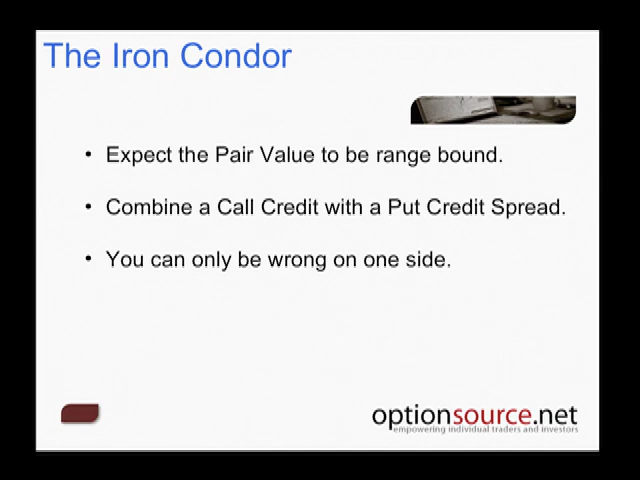 The Iron Condor
• Expect the Pair Value to be range bound.
• Combine a Call Credit with a Put Credit Spread.
• You can only be wrong on one side.
optionsource.net
empowering individual traders and investors